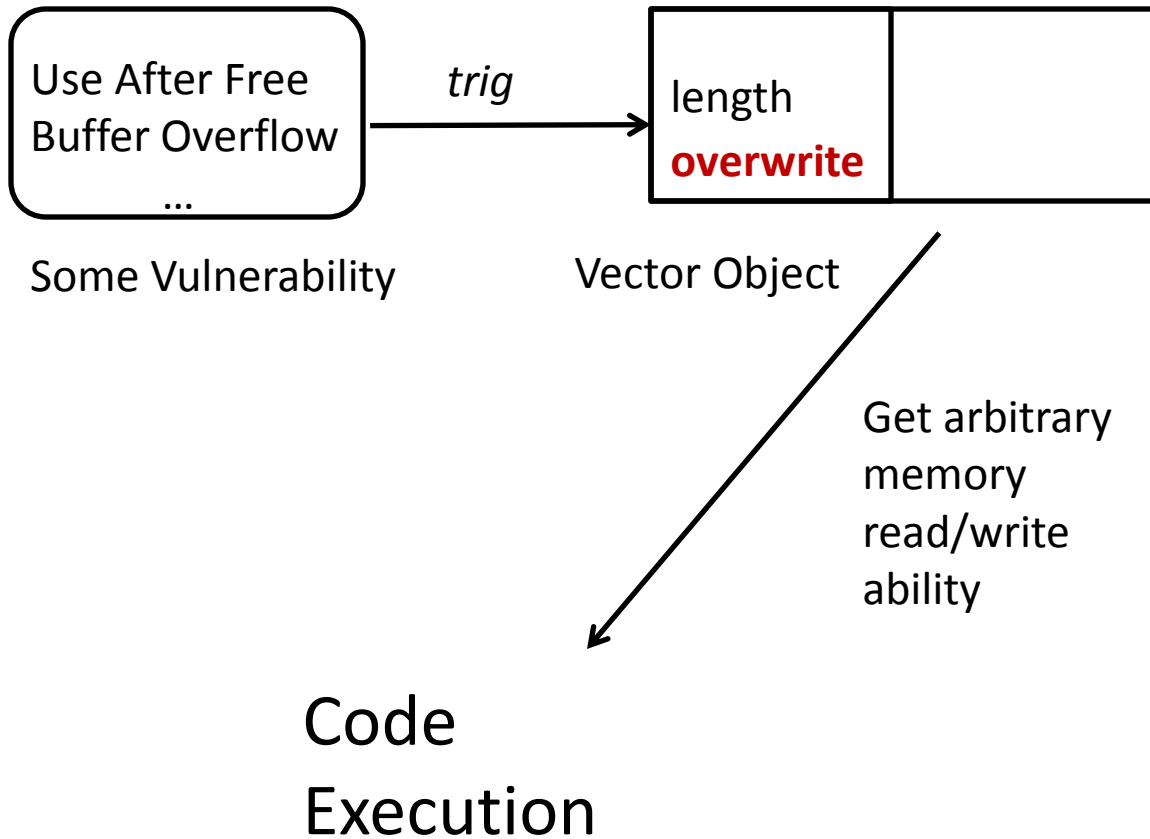 Use After Free
Buffer Overflow
...
Some Vulnerability
trig
length
overwrite
Vector Object
Get arbitrary
memory
read/write
ability
Code
Execution